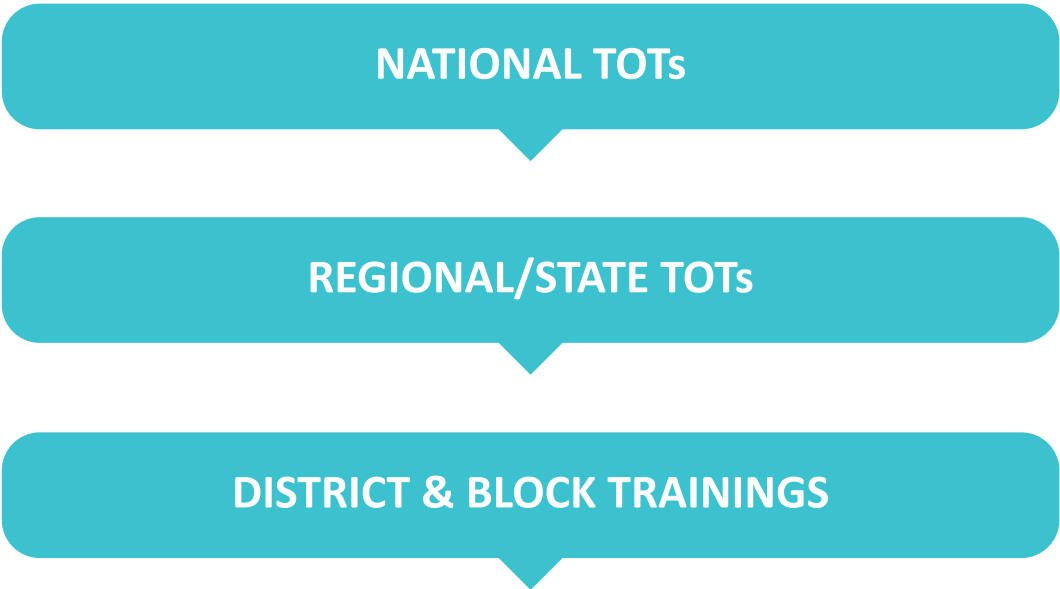 NATIONAL TOTs
REGIONAL/STATE TOTs
DISTRICT & BLOCK TRAININGS